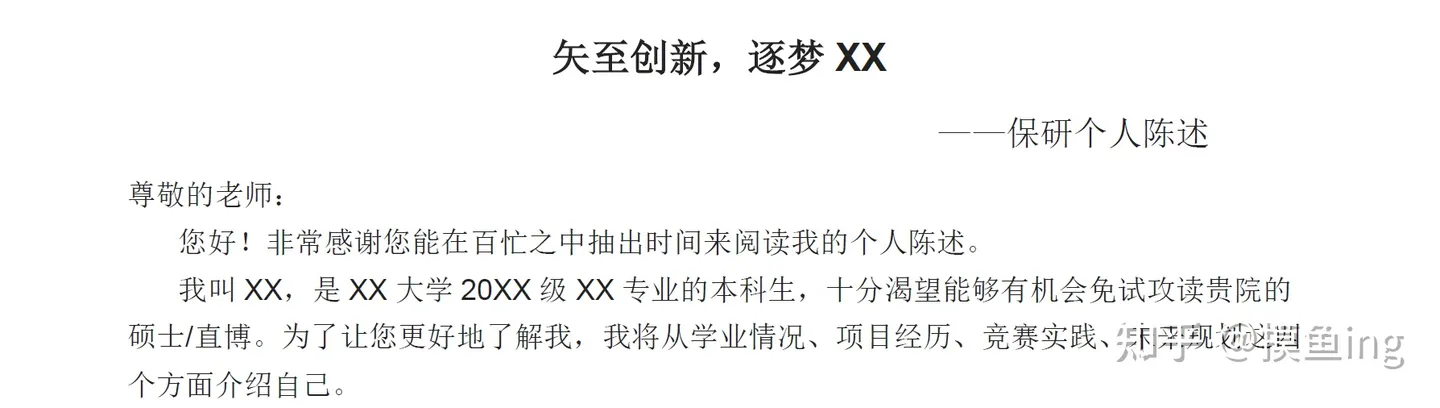 矢至创新，逐梦 XX
——保研个人陈述
尊敬的老师：
您好！非常感谢您能在百忙之中抽出时间来阅读我的个人陈述。
我叫 XX，是 XX 大学 20XX 级 XX 专业的本科生，十分渴望能够有机会免试攻读贵院的
硕士/直博。为了让您更好地了解我，我将从学业情况、项目经历、竞赛实践、未来规划这四
个方面介绍自己。
知乎 @摸鱼ing